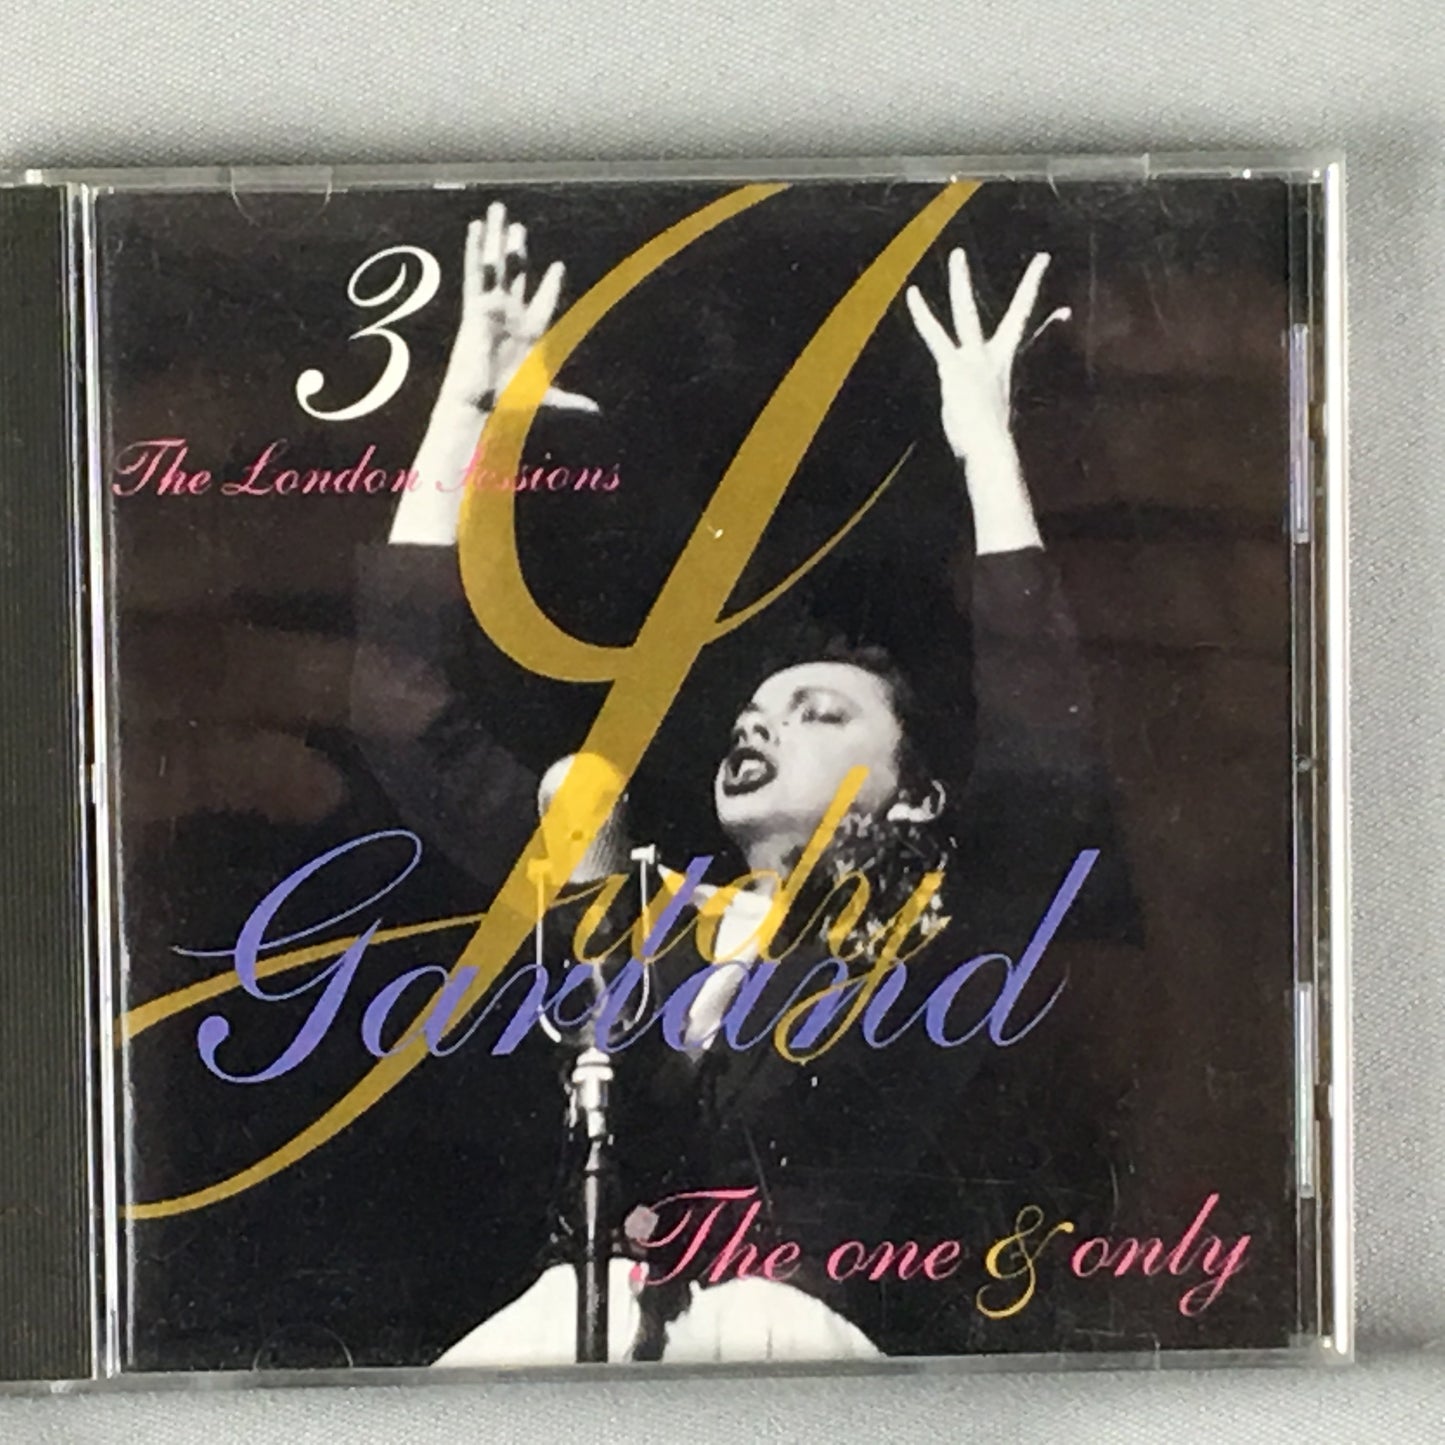 3
The London Sessions
Judy
Garland
The one & only